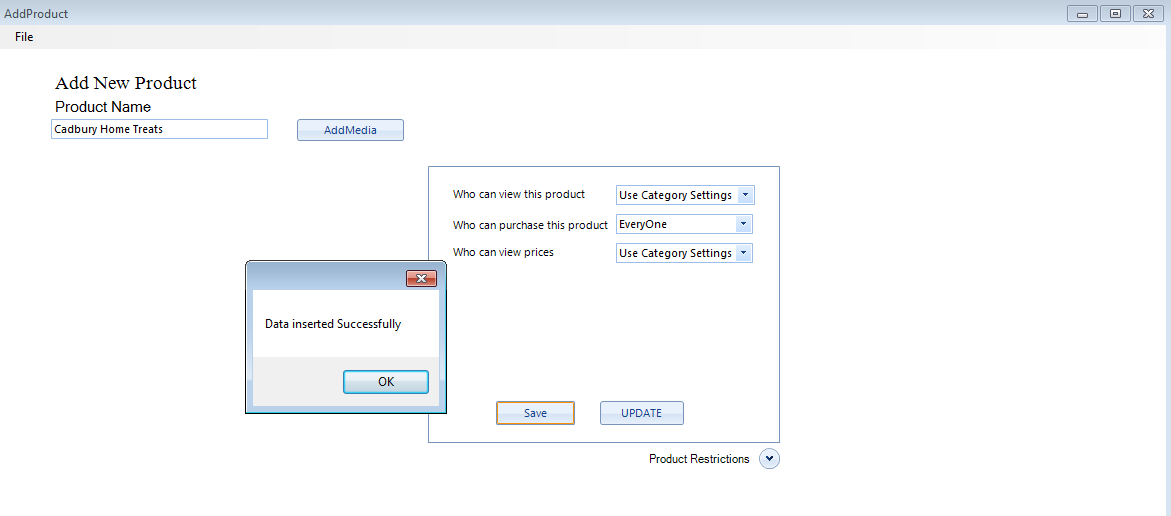 AddProduct
File
Add New Product
Product Name
Cadbury Home Treats
AddMedia
Who can view this product
Use Category Settings
Who can purchase this product
EveryOne
Who can view prices
Use Category Settings
Data inserted Successfully
OK
Save
UPDATE
Product Restrictions